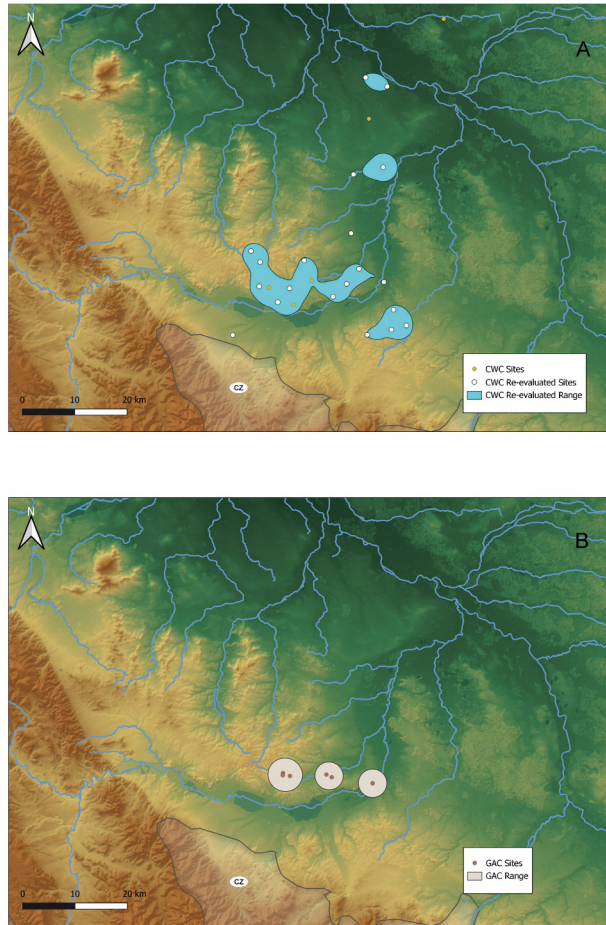 N
A
CZ
CWC Sites
CWC Re-evaluated Sites
CWC Re-evaluated Range
0 10 20 km
N
B
CZ
GAC Sites
GAC Range
0 10 20 km